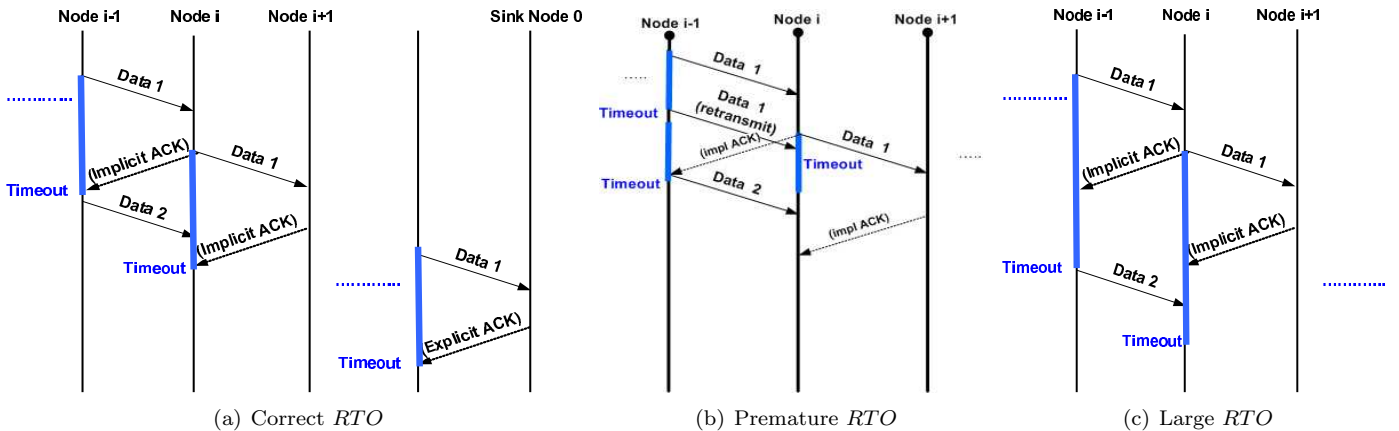 Node i-1 Node i Node i+1 Sink Node 0
Data 1
............
(Implicit ACK)
Data 1
Timeout
Data 2
(Implicit ACK)
Timeout
Data 1
............
(Explicit ACK)
Timeout
(a) Correct RTO
Node i-1 Node i Node i+1
Data 1
.....
Data 1
(retransmit)
Timeout
(impl ACK)
Data 1
.....
Timeout
Timeout
Data 2
(impl ACK)
(b) Premature RTO
Node i-1 Node i Node i+1
Data 1
............
(Implicit ACK)
Data 1
(Implicit ACK)
Timeout
Data 2
............
Timeout
(c) Large RTO